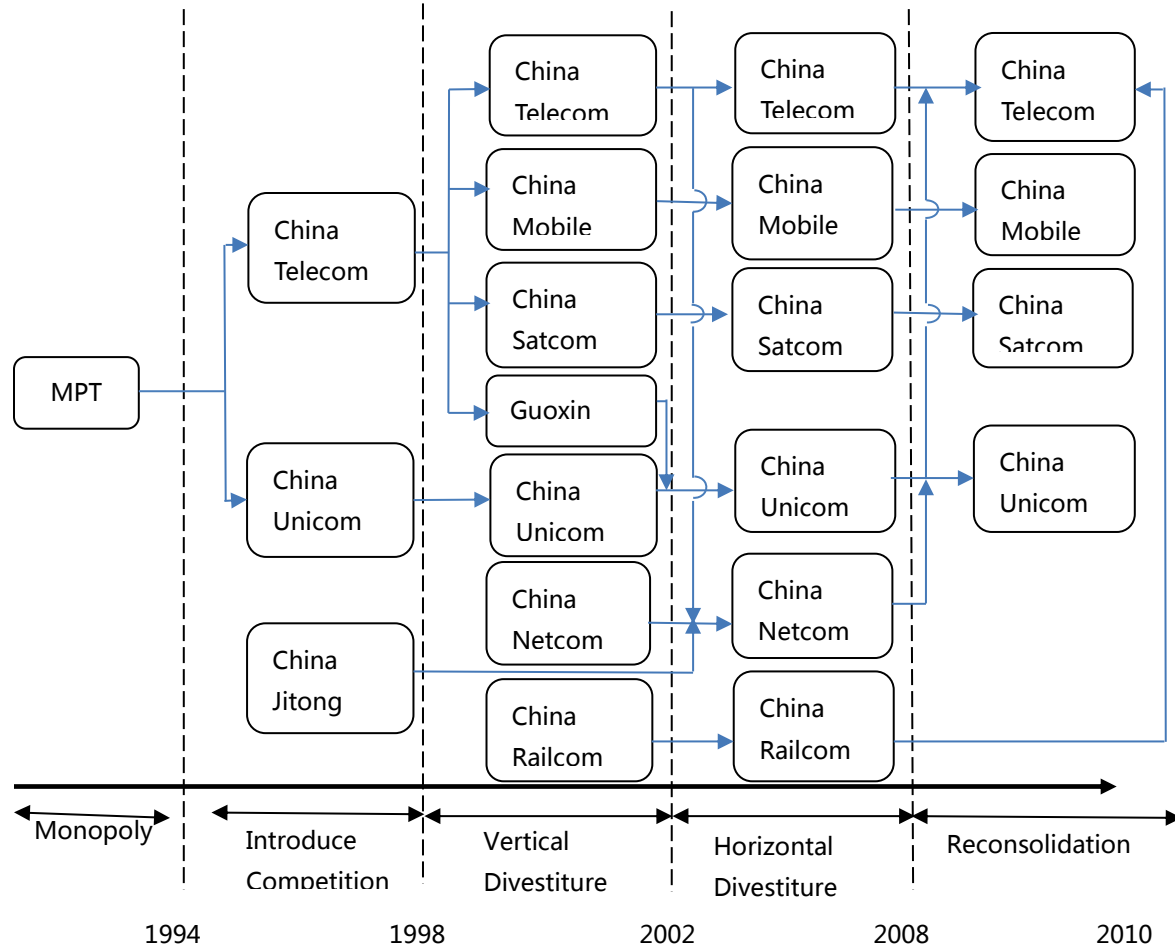 MPT
China
Telecom
China
Unicom
China
Jitong
China
Telecom
China
Mobile
China
Satcom
Guoxin
China
Unicom
China
Netcom
China
Railcom
China
Telecom
China
Mobile
China
Satcom
China
Unicom
China
Netcom
China
Railcom
China
Telecom
China
Mobile
China
Satcom
China
Unicom
Monopoly
Introduce
Competition
Vertical
Divestiture
Horizontal
Divestiture
Reconsolidation
1994
1998
2002
2008
2010